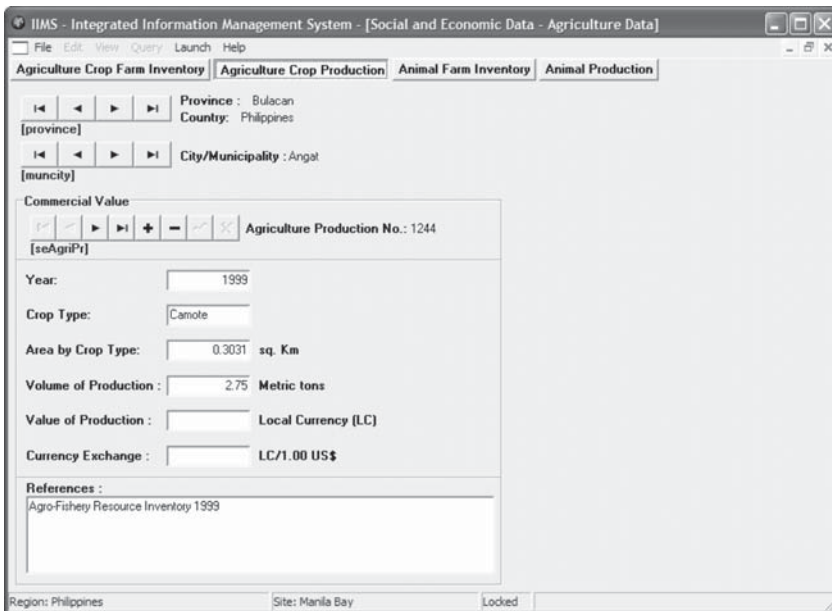 IIMS - Integrated Information Management System - [Social and Economic Data - Agriculture Data]
File Edit View Query Launch Help
Agriculture Crop Farm Inventory Agriculture Crop Production Animal Farm Inventory Animal Production
Province : Bulacan
Country: Philippines
[province]
City/Municipality : Angat
[muncity]
Commercial Value
Agriculture Production No.: 1244
[seAgriPr]
Year: 1999
Crop Type: Camote
Area by Crop Type: 0.3031 sq. Km
Volume of Production : 2.75 Metric tons
Value of Production : Local Currency (LC)
Currency Exchange : LC/1.00 US$
References :
Agro-Fishery Resource Inventory 1999
Region: Philippines Site: Manila Bay Locked